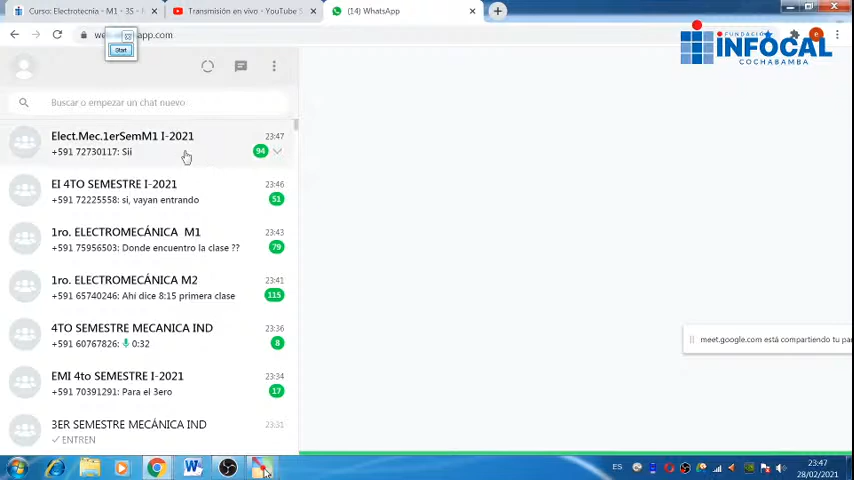 Curso: Electrotecnia - M1 - 3S -
Transmisión en vivo - YouTube S
(14) WhatsApp
app.com
Start
FUNDACIÓN
INFOCAL
COCHABAMBA
Buscar o empezar un chat nuevo
Elect.Mec.1erSemM1 I-2021
23:47
+591 72730117: Sii
94
EI 4TO SEMESTRE I-2021
23:46
+591 72225558: si, vayan entrando
51
1ro. ELECTROMECÁNICA M1
23:43
+591 75956503: Donde encuentro la clase ??
79
1ro. ELECTROMECÁNICA M2
23:41
+591 65740246: Ahí dice 8:15 primera clase
115
4TO SEMESTRE MECANICA IND
23:36
+591 60767826: 0:32
8
EMI 4to SEMESTRE I-2021
23:34
+591 70391291: Para el 3ero
17
3ER SEMESTRE MECÁNICA IND
23:31
ENTREN
meet.google.com está compartiendo tu pa
ES
23:47
28/02/2021